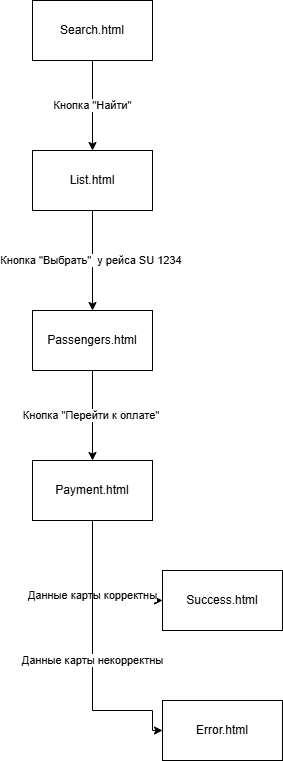 Search.html
Кнопка "Найти"
List.html
Кнопка "Выбрать"  у рейса SU 1234
Passengers.html
Кнопка "Перейти к оплате"
Payment.html
Данные карты корректны
Success.html
Данные карты некорректны
Error.html